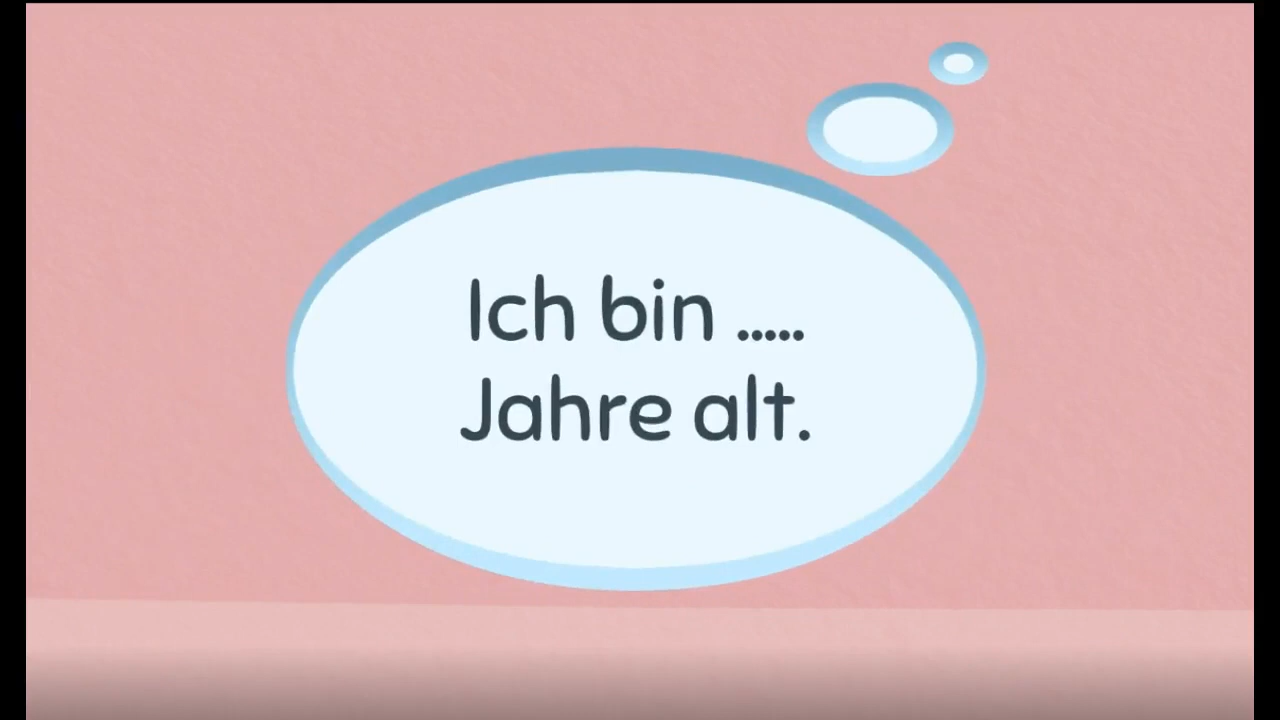 Ich bin .....
Jahre alt.